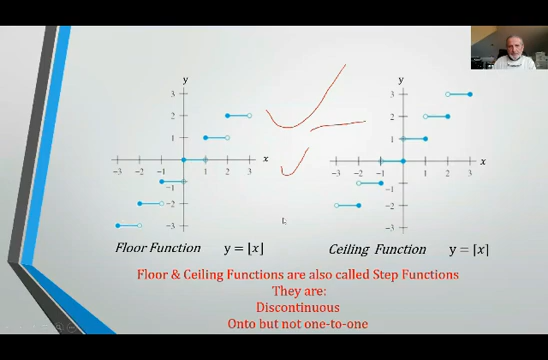 y
y
3
3
2
2
1
1
x
x
−3 −2 −1 1 2 3
−3 −2 −1 1 2 3
−1
−1
−2
−2
−3
−3
Floor Function y = ⌊x⌋
Ceiling Function y = ⌈x⌉
Floor & Ceiling Functions are also called Step Functions
They are:
Discontinuous
Onto but not one-to-one